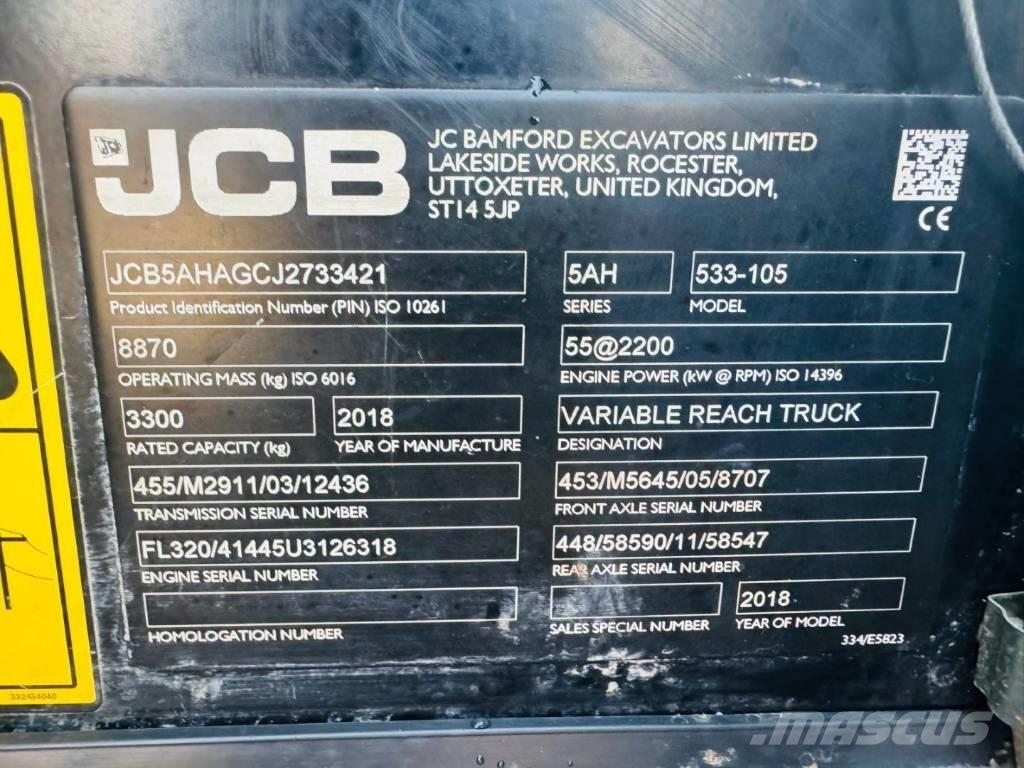 JCB
JC BAMFORD EXCAVATORS LIMITED
LAKESIDE WORKS, ROCESTER,
UTTOXETER, UNITED KINGDOM,
ST14 5JP
CE
JCB5AHAGCJ2733421
Product Identification Number (PIN) ISO 10261
5AH
SERIES
533-105
MODEL
8870
OPERATING MASS (kg) ISO 6016
55@2200
ENGINE POWER (kW @ RPM) ISO 14396
3300
RATED CAPACITY (kg)
2018
YEAR OF MANUFACTURE
VARIABLE REACH TRUCK
DESIGNATION
455/M2911/03/12436
TRANSMISSION SERIAL NUMBER
453/M5645/05/8707
FRONT AXLE SERIAL NUMBER
FL320/41445U3126318
ENGINE SERIAL NUMBER
448/58590/11/58547
REAR AXLE SERIAL NUMBER
HOMOLOGATION NUMBER
SALES SPECIAL NUMBER
2018
YEAR OF MODEL
334/E5823
332/G4040
MASCUS